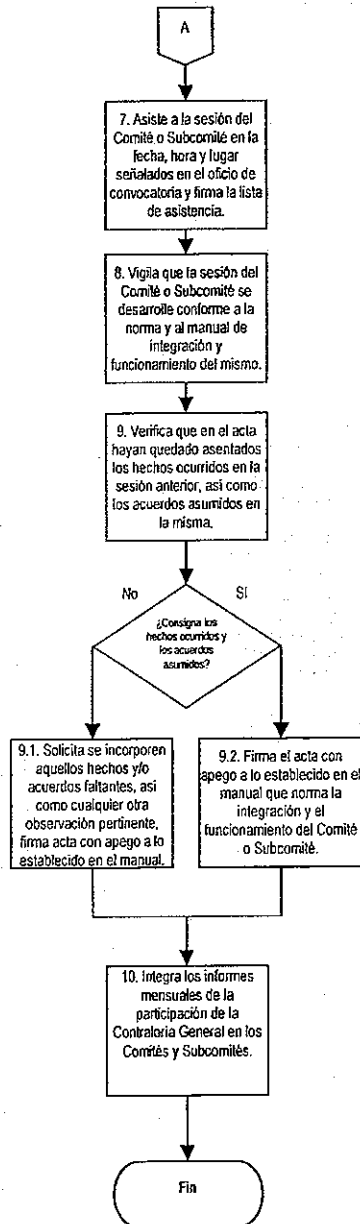 A
7. Asiste a la sesión del
Comité o Subcomité en la
fecha, hora y lugar
señalados en el oficio de
convocatoria y firma la lista
de asistencia.
8. Vigila que la sesión del
Comité o Subcomité se
desarrolle conforme a la
norma y al manual de
integración y
funcionamiento del mismo.
9. Verifica que en el acta
hayan quedado asentados
los hechos ocurridos en la
sesión anterior, asi como
los acuerdos asumidos en
la misma.
No
Sí
¿Consigna los
hechos ocurridos y
los acuerdos
asumidos?
9.1. Solicita se incorporen
aquellos hechos y/o
acuerdos faltantes, asi
como cualquier otra
observación pertinente,
firma acta con apego a lo
establecido en el manual.
9.2. Firma el acta con
apego a lo establecido en el
manual que norma la
integración y el
funcionamiento del Comité
o Subcomité.
10. Integra los informes
mensuales de la
participación de la
Contraloría General en los
Comités y Subcomités.
Fin